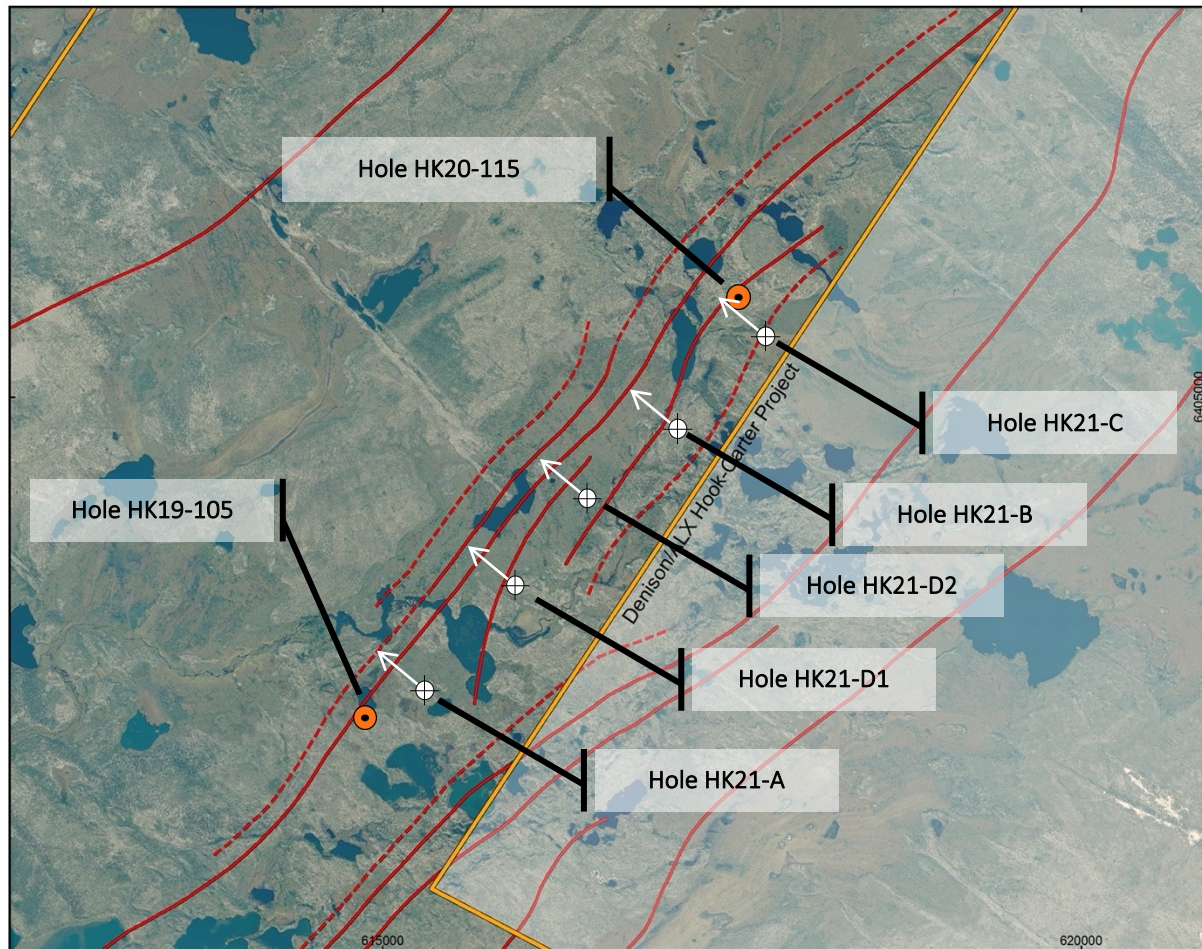 Hole HK20-115
6405000
Hole HK21-C
Denison/ALX Hook-Carter Project
Hole HK19-105
Hole HK21-B
Hole HK21-D2
Hole HK21-D1
Hole HK21-A
615000
620000